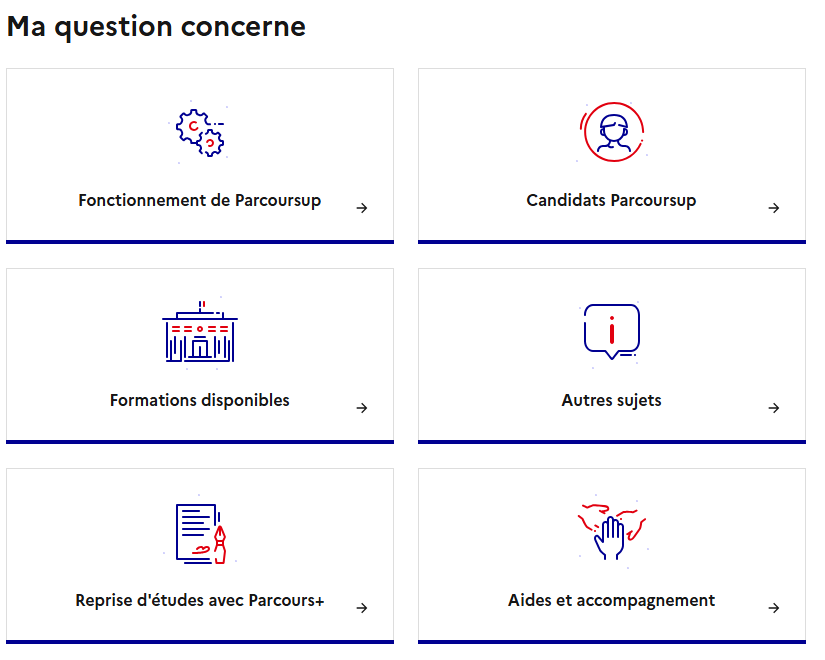 Ma question concerne
Fonctionnement de Parcoursup
Candidats Parcoursup
Formations disponibles
Autres sujets
Reprise d'études avec Parcours+
Aides et accompagnement